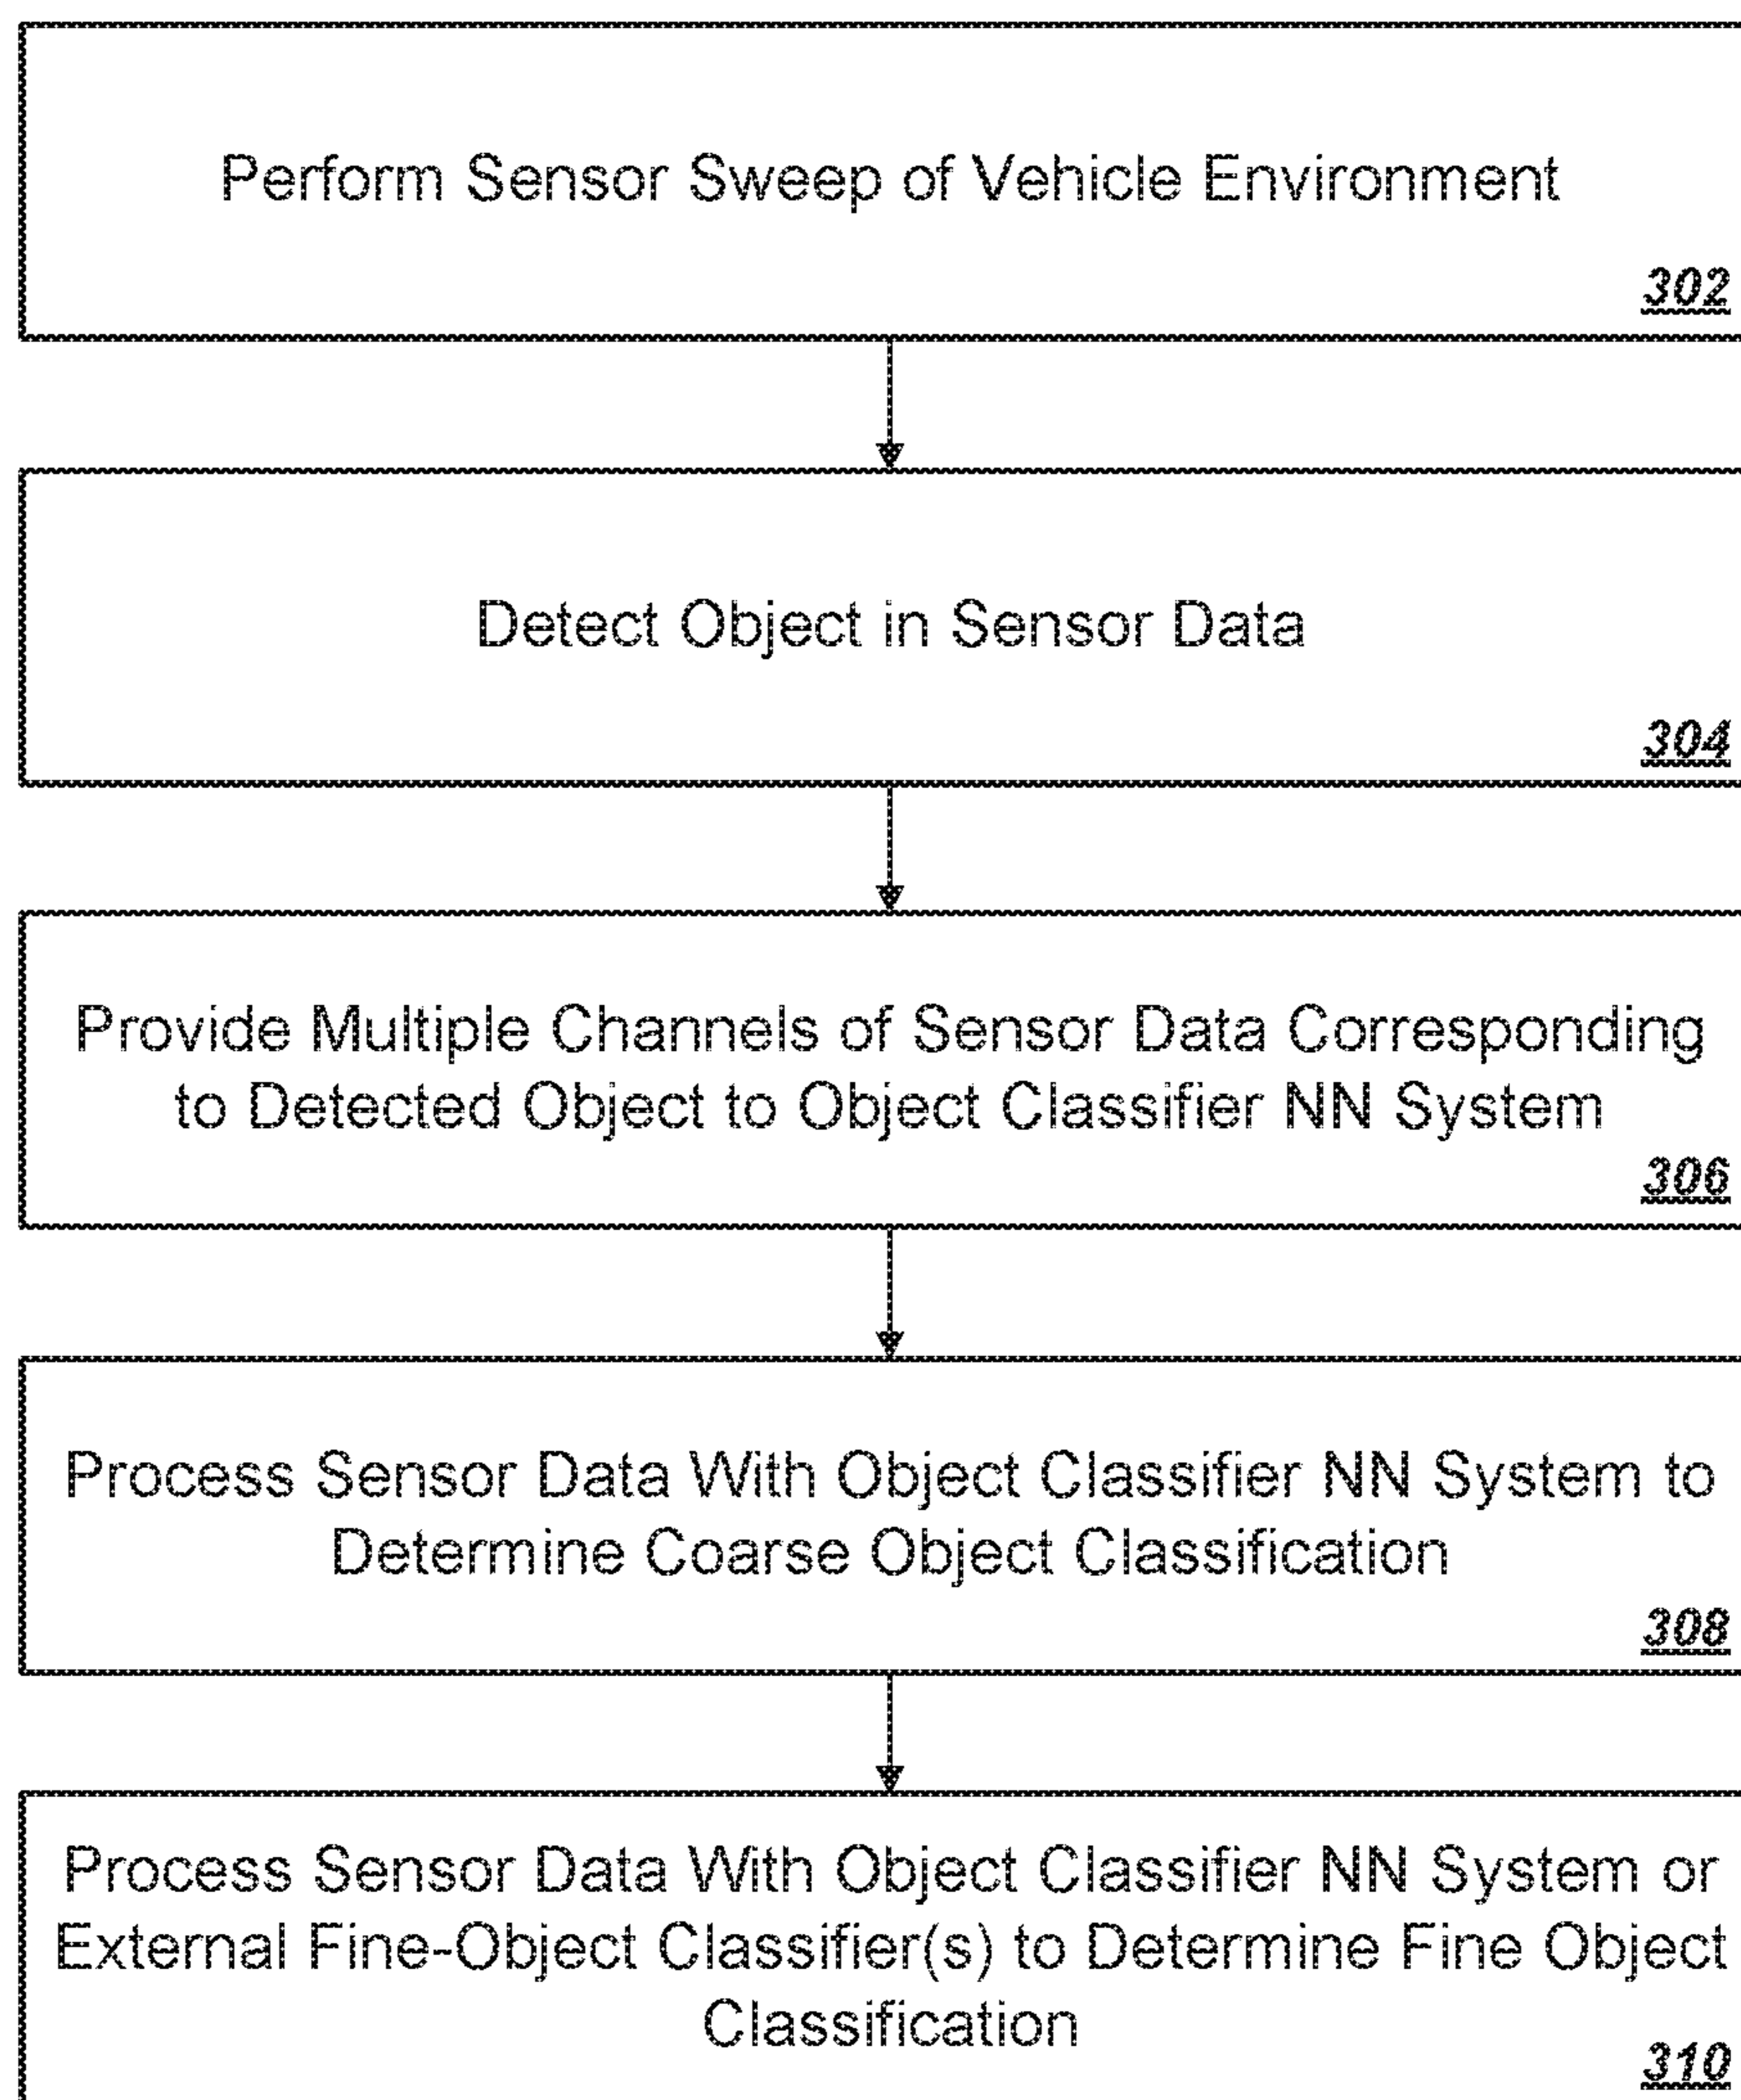 Perform Sensor Sweep of Vehicle Environment
302
Detect Object in Sensor Data
304
Provide Multiple Channels of Sensor Data Corresponding
to Detected Object to Object Classifier NN System
306
Process Sensor Data With Object Classifier NN System to
Determine Coarse Object Classification
308
Process Sensor Data With Object Classifier NN System or
External Fine-Object Classifier(s) to Determine Fine Object
Classification
310